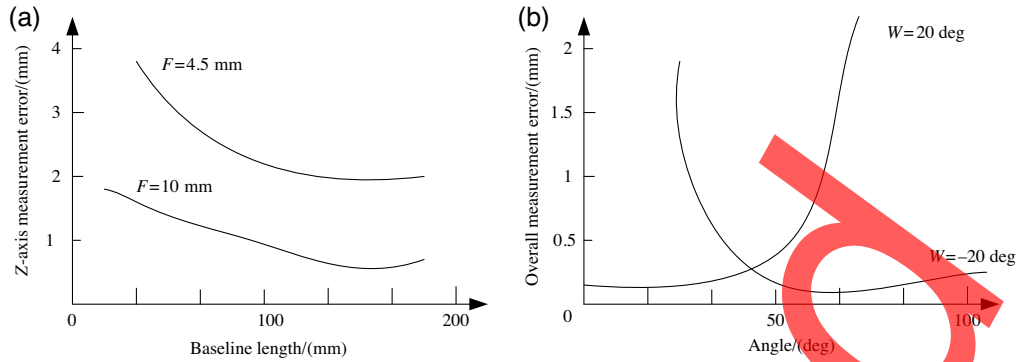 (a)
Z-axis measurement error/(mm)
4
3
2
1
F=4.5 mm
F=10 mm
0
100
200
Baseline length/(mm)
(b)
Overall measurement error/(mm)
2
1.5
1
0.5
0
W=20 deg
W=–20 deg
50
100
Angle/(deg)